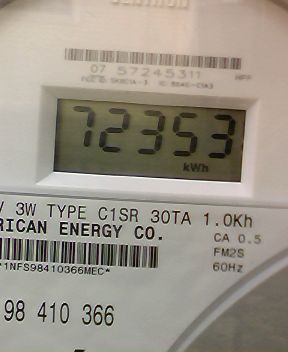 07 57245311
72353
kWh
V 3W TYPE C1SR 30TA 1.0Kh
RICAN ENERGY CO.
CA 0.5
FM2S
60Hz
*1NFS98410366MEC*
98 410 366